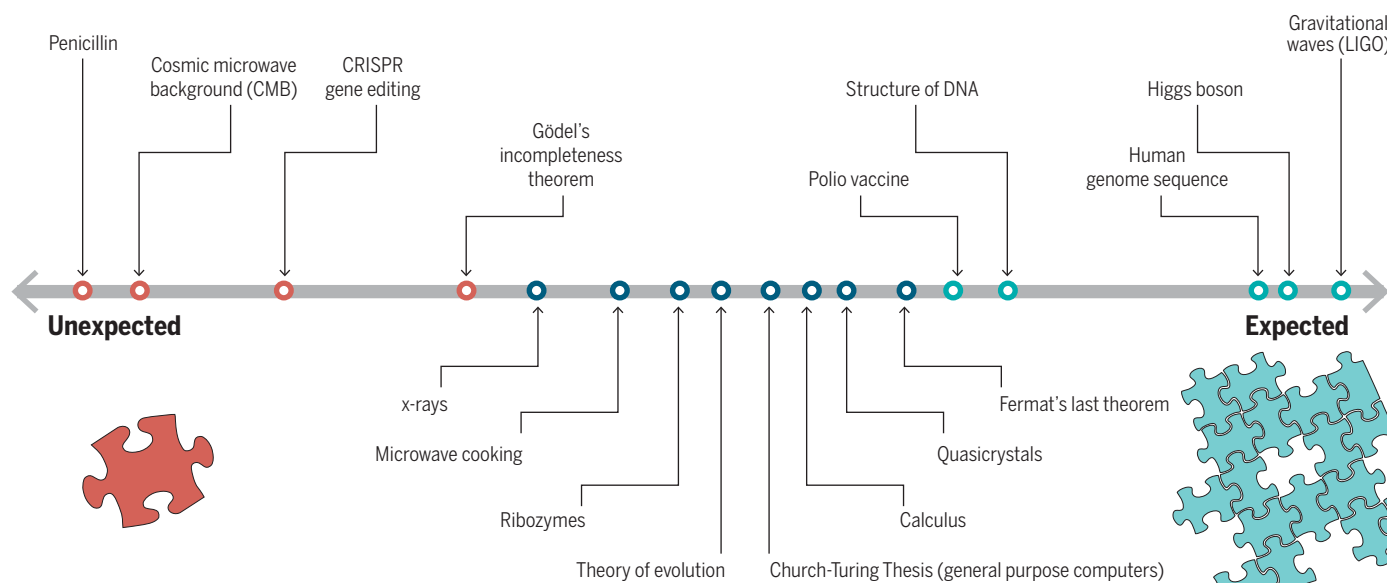 Penicillin
Cosmic microwave
background (CMB)
CRISPR
gene editing
Gödel's
incompleteness
theorem
Structure of DNA
Polio vaccine
Higgs boson
Human
genome sequence
Gravitational
waves (LIGO)
Unexpected
Expected
x-rays
Microwave cooking
Ribozymes
Theory of evolution
Church-Turing Thesis (general purpose computers)
Calculus
Quasicrystals
Fermat's last theorem